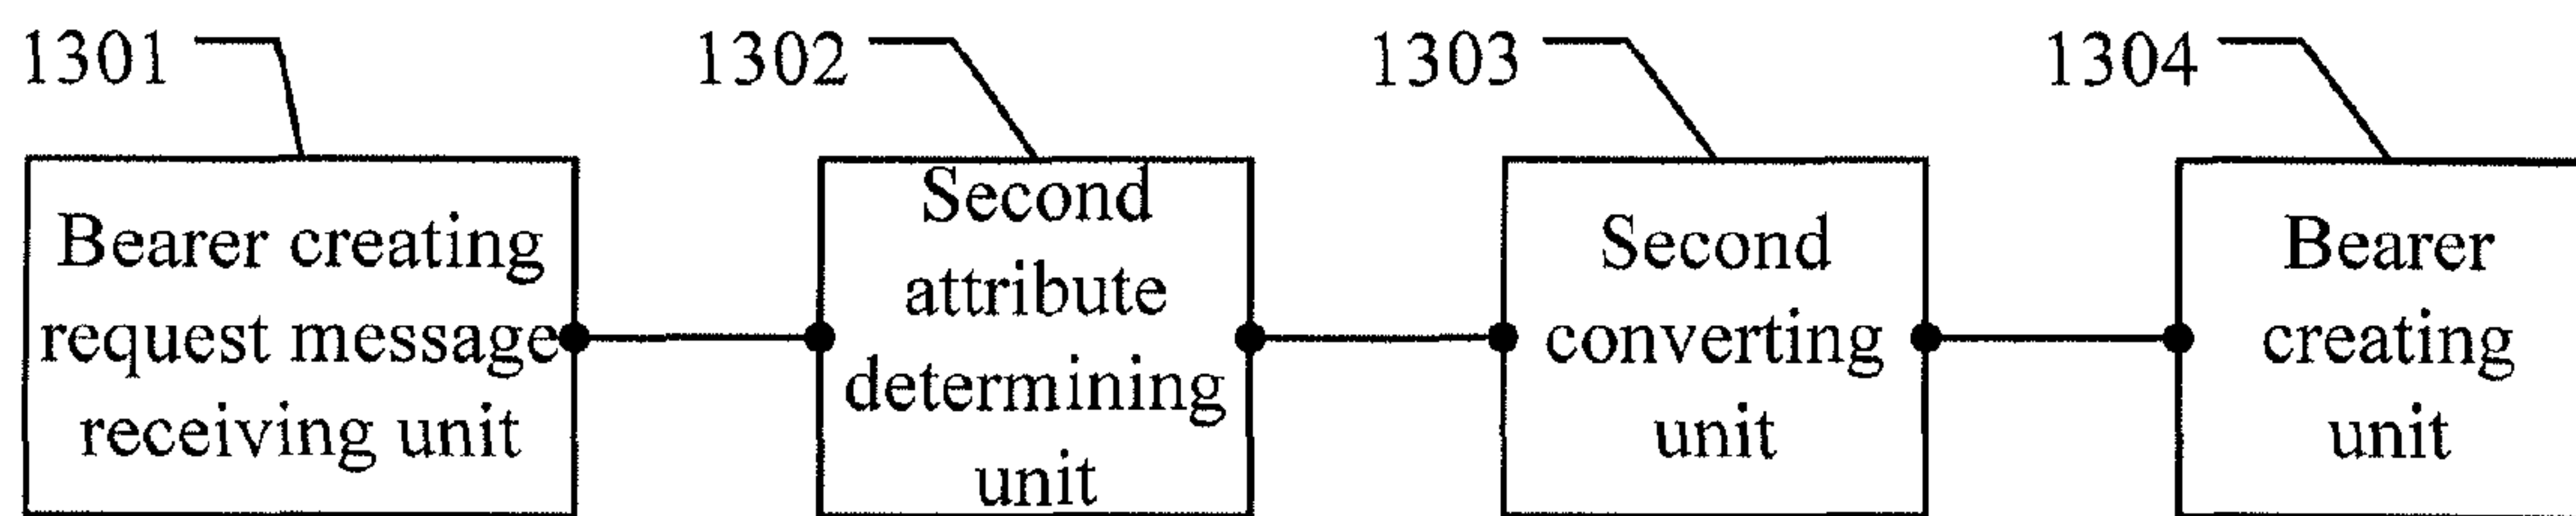 1301
1302
1303
1304
Bearer creating
request message
receiving unit
Second
attribute
determining
unit
Second
converting
unit
Bearer
creating
unit